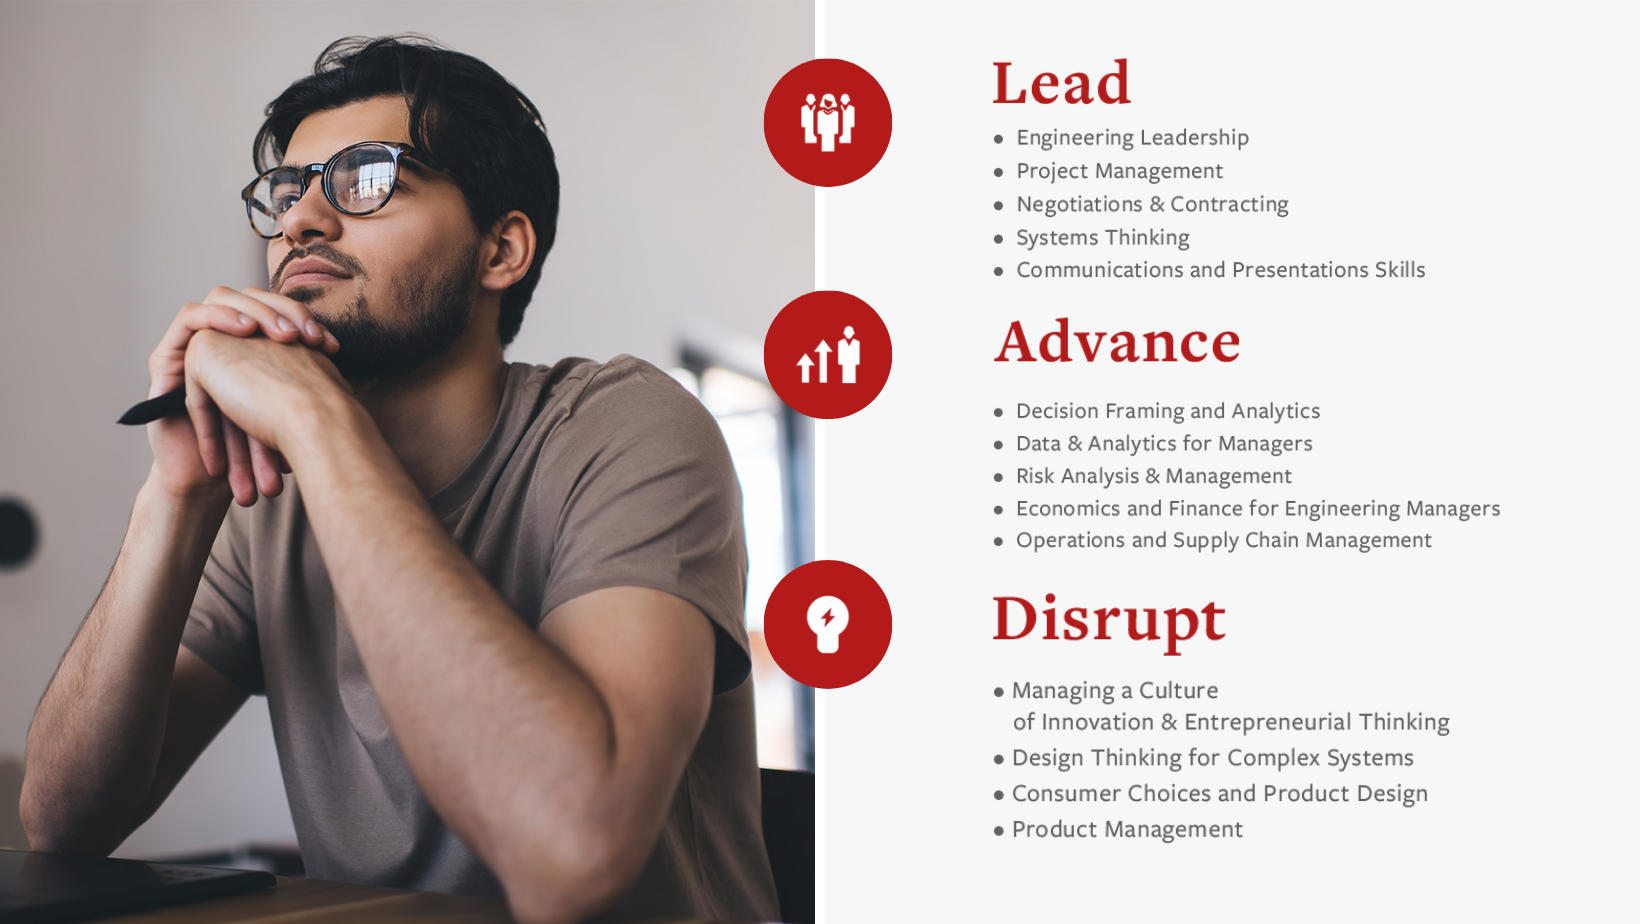 Lead
• Engineering Leadership
• Project Management
• Negotiations & Contracting
• Systems Thinking
• Communications and Presentations Skills
Advance
• Decision Framing and Analytics
• Data & Analytics for Managers
• Risk Analysis & Management
• Economics and Finance for Engineering Managers
• Operations and Supply Chain Management
Disrupt
• Managing a Culture
of Innovation & Entrepreneurial Thinking
• Design Thinking for Complex Systems
• Consumer Choices and Product Design
• Product Management